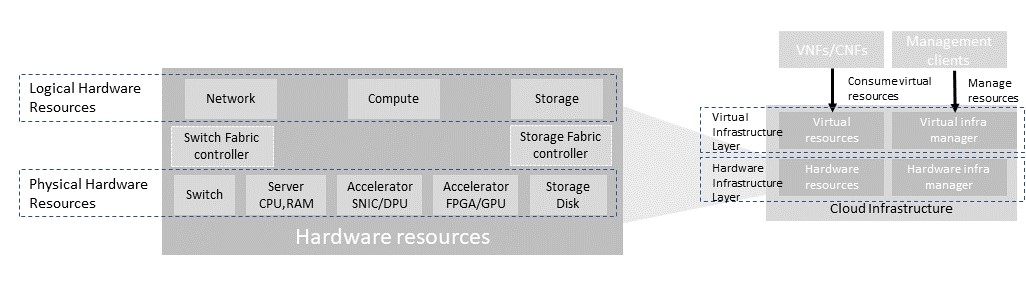 Logical Hardware
Resources
Network
Compute
Storage
Switch Fabric
controller
Storage Fabric
controller
Physical Hardware
Resources
Switch
Server
CPU,RAM
Accelerator
SNIC/DPU
Accelerator
FPGA/GPU
Storage
Disk
Hardware resources
VNFs/CNFs
Management
clients
Consume virtual
resources
Manage
resources
Virtual
Infrastructure
Layer
Virtual
resources
Virtual infra
manager
Hardware
Infrastructure
Layer
Hardware
resources
Hardware infra
manager
Cloud Infrastructure